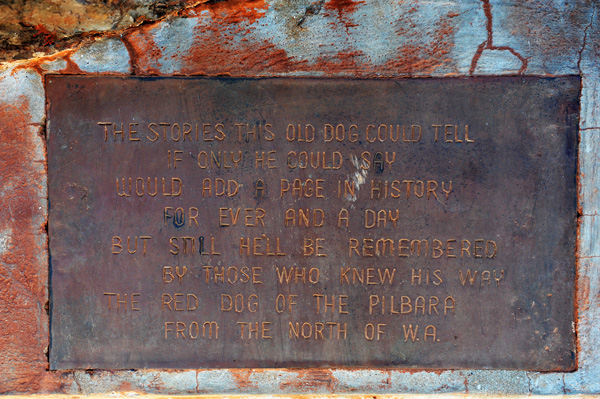 THE STORIES THIS OLD DOG COULD TELL
IF ONLY HE COULD SAY
WOULD ADD A PAGE IN HISTORY
FOR EVER AND A DAY
BUT STILL HELL BE REMEMBERED
BY THOSE WHO KNEW HIS WAY
THE RED DOG OF THE PILBARA
FROM THE NORTH OF W.A.